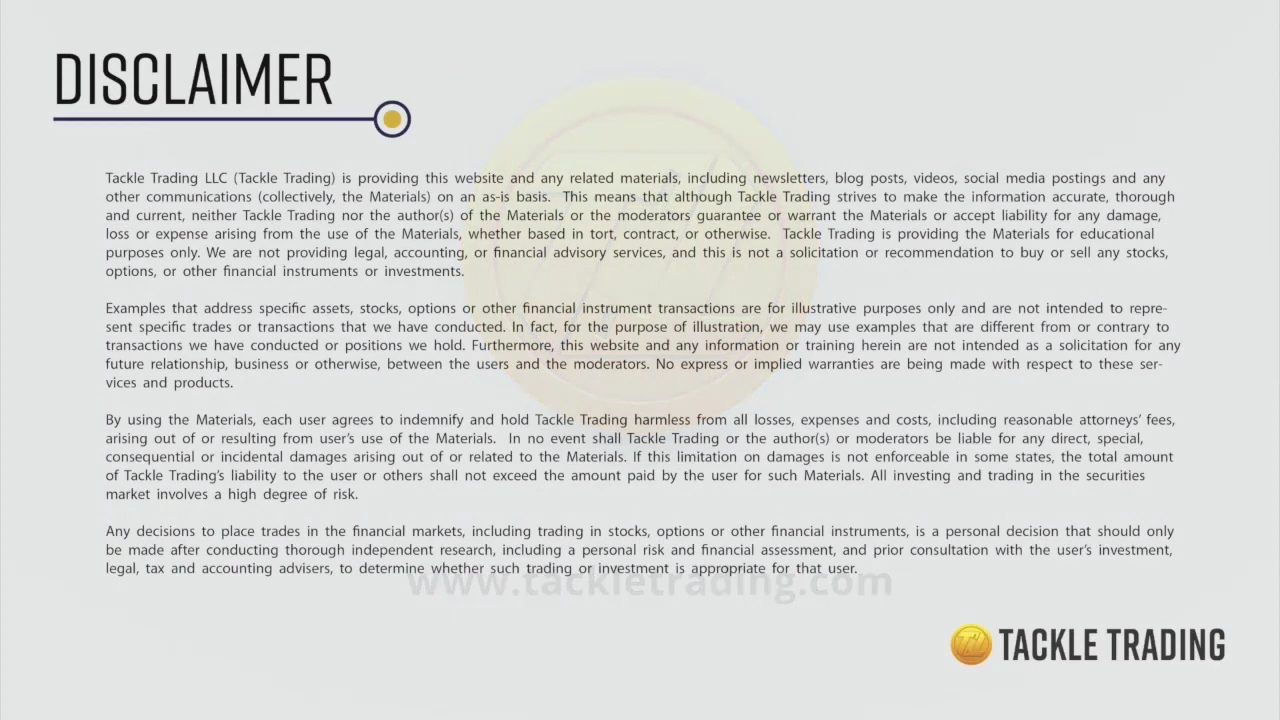 DISCLAIMER
Tackle Trading LLC (Tackle Trading) is providing this website and any related materials, including newsletters, blog posts, videos, social media postings and any
other communications (collectively, the Materials) on an as-is basis.  This means that although Tackle Trading strives to make the information accurate, thorough
and current, neither Tackle Trading nor the author(s) of the Materials or the moderators guarantee or warrant the Materials or accept liability for any damage,
loss or expense arising from the use of the Materials, whether based in tort, contract, or otherwise.  Tackle Trading is providing the Materials for educational
purposes only. We are not providing legal, accounting, or financial advisory services, and this is not a solicitation or recommendation to buy or sell any stocks,
options, or other financial instruments or investments.
Examples that address specific assets, stocks, options or other financial instrument transactions are for illustrative purposes only and are not intended to repre-
sent specific trades or transactions that we have conducted. In fact, for the purpose of illustration, we may use examples that are different from or contrary to
transactions we have conducted or positions we hold. Furthermore, this website and any information or training herein are not intended as a solicitation for any
future relationship, business or otherwise, between the users and the moderators. No express or implied warranties are being made with respect to these ser-
vices and products.
By using the Materials, each user agrees to indemnify and hold Tackle Trading harmless from all losses, expenses and costs, including reasonable attorneys' fees,
arising out of or resulting from user's use of the Materials.  In no event shall Tackle Trading or the author(s) or moderators be liable for any direct, special,
consequential or incidental damages arising out of or related to the Materials. If this limitation on damages is not enforceable in some states, the total amount
of Tackle Trading's liability to the user or others shall not exceed the amount paid by the user for such Materials. All investing and trading in the securities
market involves a high degree of risk.
Any decisions to place trades in the financial markets, including trading in stocks, options or other financial instruments, is a personal decision that should only
be made after conducting thorough independent research, including a personal risk and financial assessment, and prior consultation with the user's investment,
legal, tax and accounting advisers, to determine whether such trading or investment is appropriate for that user.
www.tackletrading.com
TACKLE TRADING